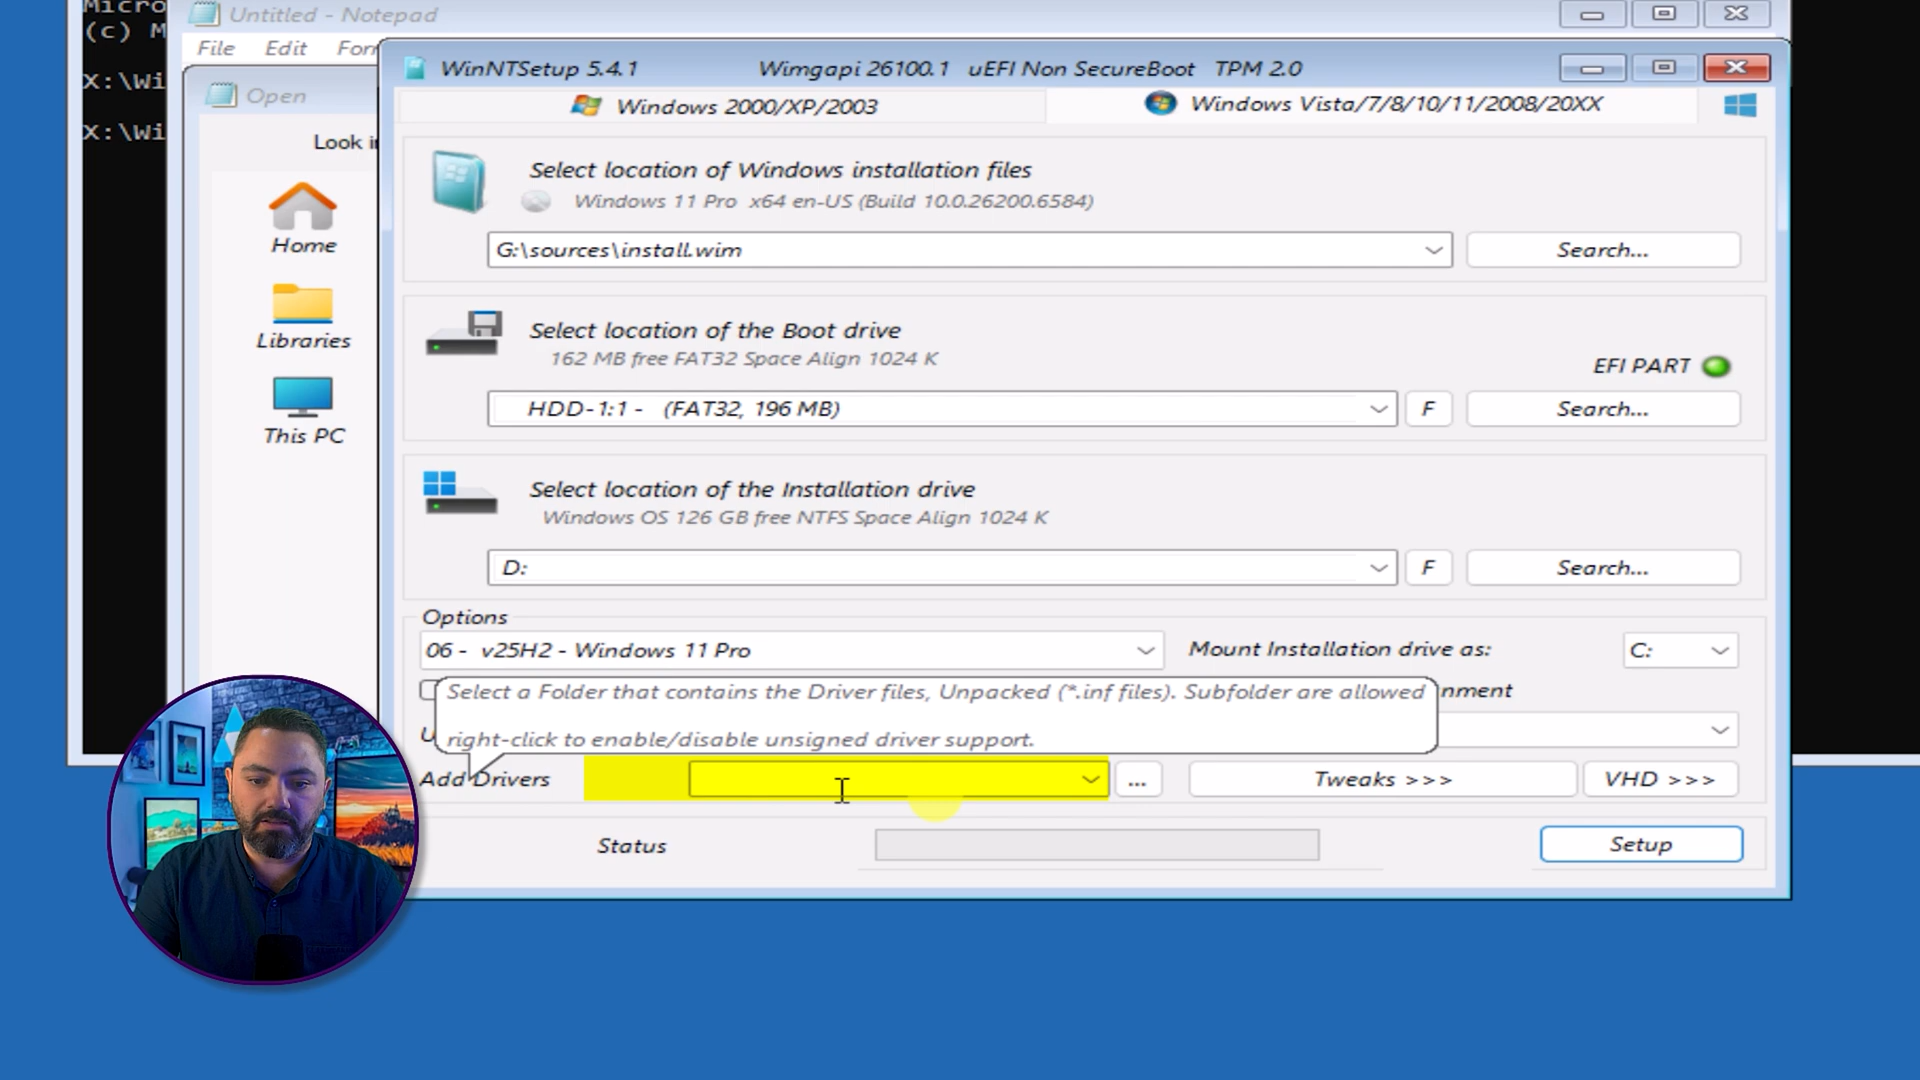 Micro
(c) M
X:\Wi
X:\Wi
Untitled - Notepad
File Edit For
Open
Look i
Home
Libraries
This PC
WinNTSetup 5.4.1 Wimgapi 26100.1 uEFI Non SecureBoot TPM 2.0
Windows 2000/XP/2003
Windows Vista/7/8/10/11/2008/20XX
Select location of Windows installation files
Windows 11 Pro x64 en-US (Build 10.0.26200.6584)
G:\sources\install.wim
Search...
Select location of the Boot drive
162 MB free FAT32 Space Align 1024 K
EFI PART
HDD-1:1 - (FAT32, 196 MB)
F
Search...
Select location of the Installation drive
Windows OS 126 GB free NTFS Space Align 1024 K
D:
F
Search...
Options
06 - v25H2 - Windows 11 Pro
Mount Installation drive as:
C:
Select a Folder that contains the Driver files, Unpacked (*.inf files). Subfolder are allowed
nment
U
right-click to enable/disable unsigned driver support.
Add Drivers
...
Tweaks >>>
VHD >>>
Status
Setup